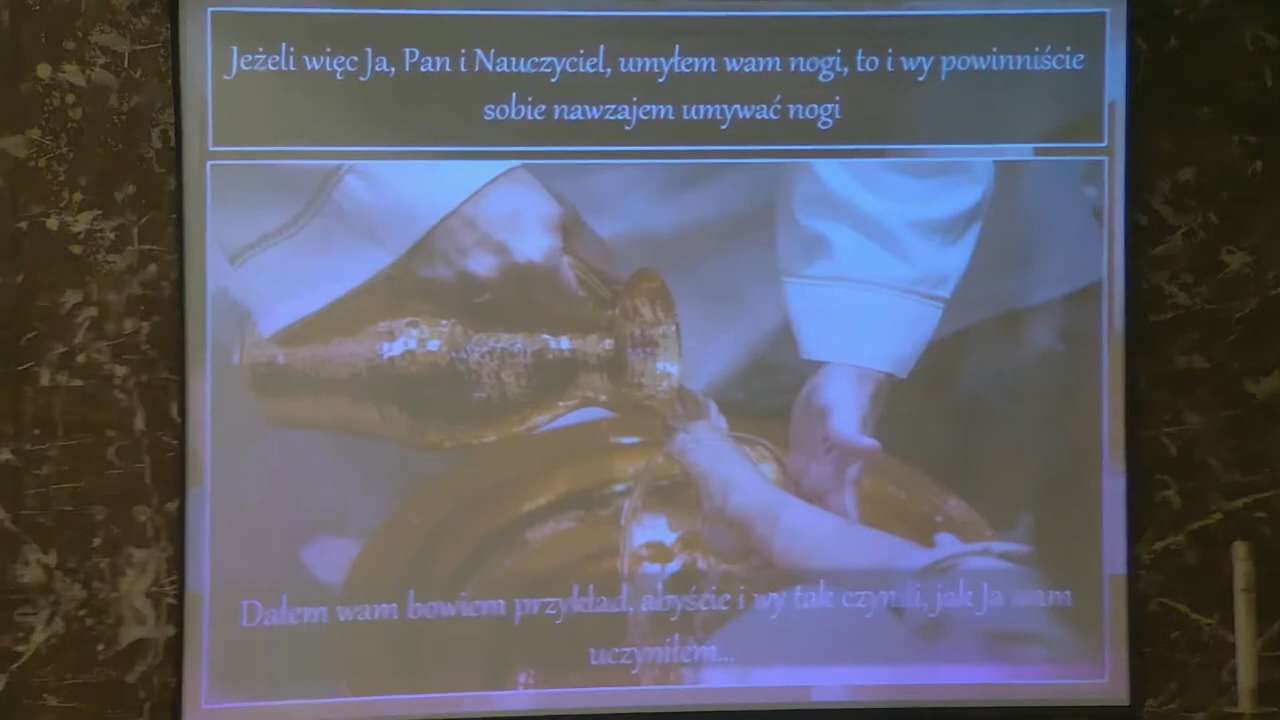 Jeżeli więc Ja, Pan i Nauczyciel, umyłem wam nogi, to i wy powinniście
sobie nawzajem umywać nogi
Dałem wam bowiem przykład, abyście i wy tak czynili, jak Ja wam
uczyniłem...